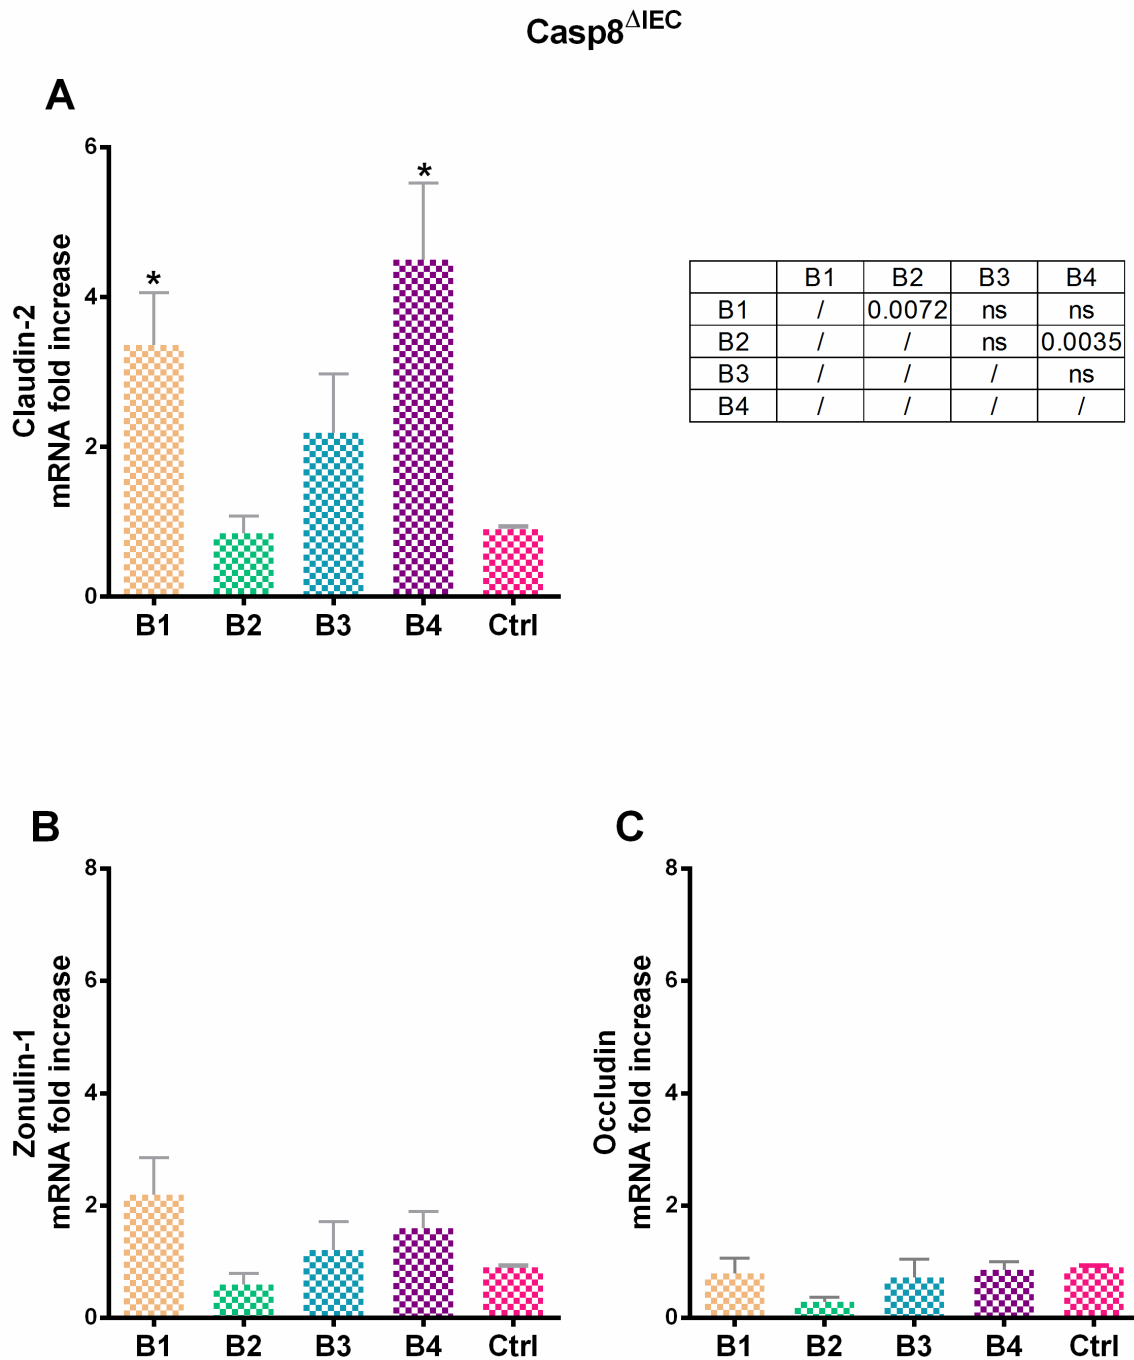 Casp8ΔIEC
A
Claudin-2
mRNA fold increase
6
4
2
0
*
*
B1 B2 B3 B4 Ctrl
B1 B2 B3 B4
B1 / 0.0072 ns ns
B2 / / ns 0.0035
B3 / / / ns
B4 / / / /
B
Zonulin-1
mRNA fold increase
8
6
4
2
0
B1 B2 B3 B4 Ctrl
C
Occludin
mRNA fold increase
8
6
4
2
0
B1 B2 B3 B4 Ctrl